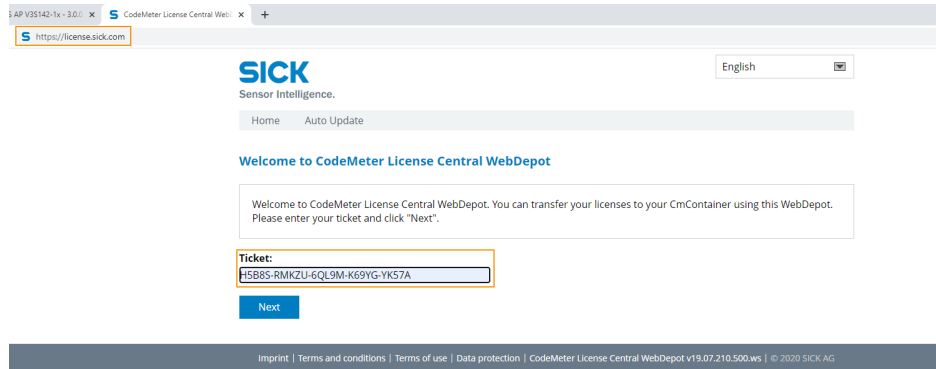 S AP V3S142-1x - 3.0.0 CodeMeter License Central Web
https://license.sick.com
SICK
Sensor Intelligence.
English
Home Auto Update
Welcome to CodeMeter License Central WebDepot
Welcome to CodeMeter License Central WebDepot. You can transfer your licenses to your CmContainer using this WebDepot.
Please enter your ticket and click "Next".
Ticket:
H5B8S-RMKZU-6QL9M-K69YG-YK57A
Next
Imprint | Terms and conditions | Terms of use | Data protection | CodeMeter License Central WebDepot v19.07.210.500.ws | © 2020 SICK AG